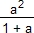 a²
1 + a